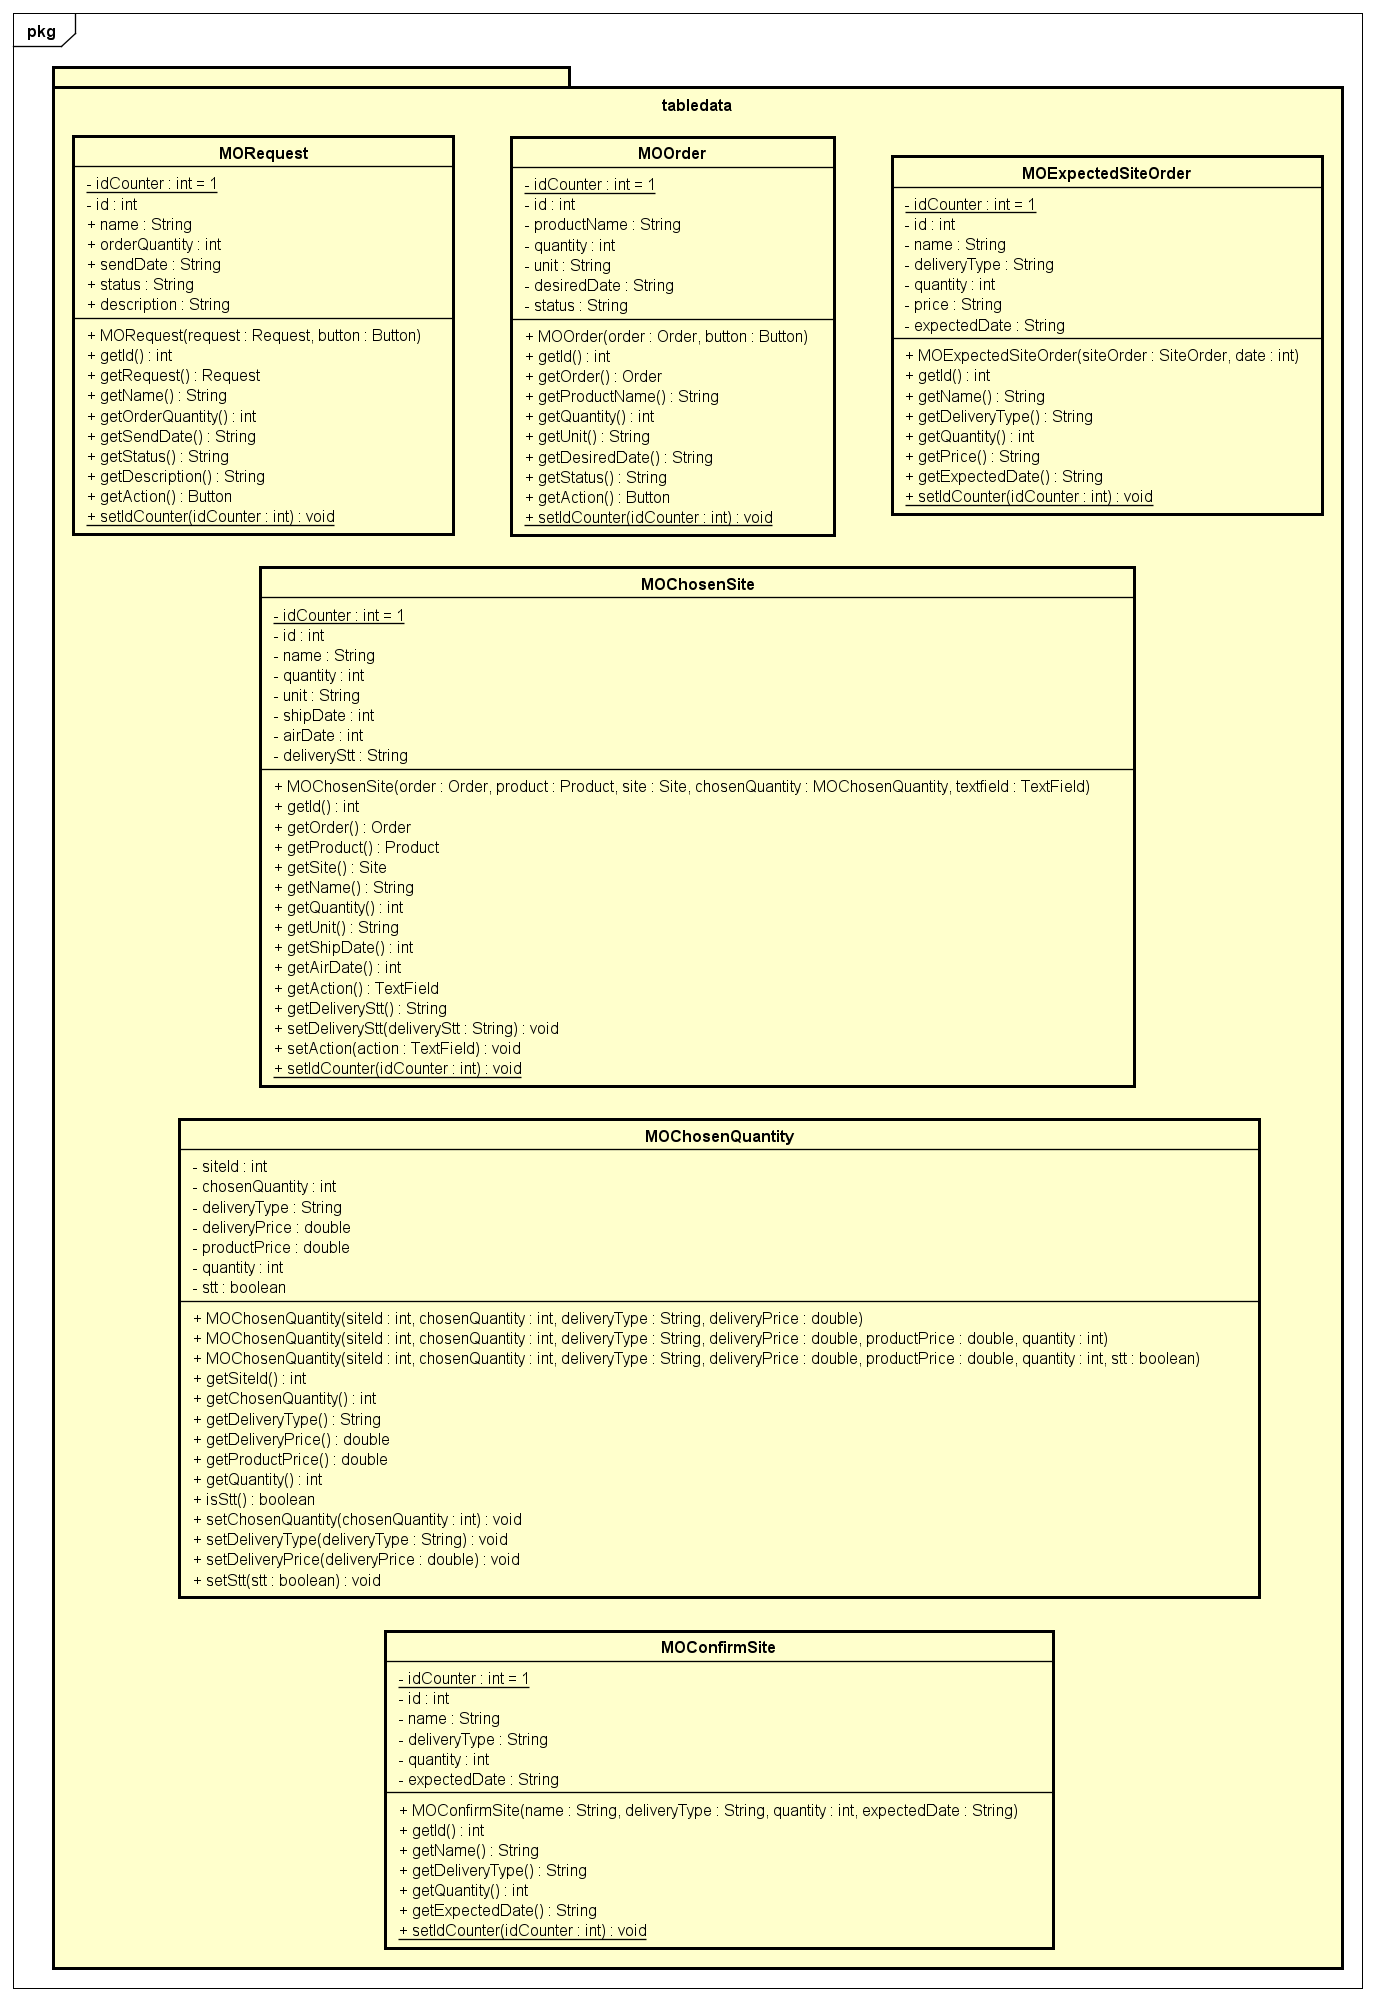 pkg
tabledata
MORequest
- idCounter : int = 1
- id : int
+ name : String
+ orderQuantity : int
+ sendDate : String
+ status : String
+ description : String
+ MORequest(request : Request, button : Button)
+ getId() : int
+ getRequest() : Request
+ getName() : String
+ getOrderQuantity() : int
+ getSendDate() : String
+ getStatus() : String
+ getDescription() : String
+ getAction() : Button
+ setIdCounter(idCounter : int) : void
MOOrder
- idCounter : int = 1
- id : int
- productName : String
- quantity : int
- unit : String
- desiredDate : String
- status : String
+ MOOrder(order : Order, button : Button)
+ getId() : int
+ getOrder() : Order
+ getProductName() : String
+ getQuantity() : int
+ getUnit() : String
+ getDesiredDate() : String
+ getStatus() : String
+ getAction() : Button
+ setIdCounter(idCounter : int) : void
MOExpectedSiteOrder
- idCounter : int = 1
- id : int
- name : String
- deliveryType : String
- quantity : int
- price : String
- expectedDate : String
+ MOExpectedSiteOrder(siteOrder : SiteOrder, date : int)
+ getId() : int
+ getName() : String
+ getDeliveryType() : String
+ getQuantity() : int
+ getPrice() : String
+ getExpectedDate() : String
+ setIdCounter(idCounter : int) : void
MOChosenSite
- idCounter : int = 1
- id : int
- name : String
- quantity : int
- unit : String
- shipDate : int
- airDate : int
- deliveryStt : String
+ MOChosenSite(order : Order, product : Product, site : Site, chosenQuantity : MOChosenQuantity, textfield : TextField)
+ getId() : int
+ getOrder() : Order
+ getProduct() : Product
+ getSite() : Site
+ getName() : String
+ getQuantity() : int
+ getUnit() : String
+ getShipDate() : int
+ getAirDate() : int
+ getAction() : TextField
+ getDeliveryStt() : String
+ setDeliveryStt(deliveryStt : String) : void
+ setAction(action : TextField) : void
+ setIdCounter(idCounter : int) : void
MOChosenQuantity
- siteId : int
- chosenQuantity : int
- deliveryType : String
- deliveryPrice : double
- productPrice : double
- quantity : int
- stt : boolean
+ MOChosenQuantity(siteId : int, chosenQuantity : int, deliveryType : String, deliveryPrice : double)
+ MOChosenQuantity(siteId : int, chosenQuantity : int, deliveryType : String, deliveryPrice : double, productPrice : double, quantity : int)
+ MOChosenQuantity(siteId : int, chosenQuantity : int, deliveryType : String, deliveryPrice : double, productPrice : double, quantity : int, stt : boolean)
+ getSiteId() : int
+ getChosenQuantity() : int
+ getDeliveryType() : String
+ getDeliveryPrice() : double
+ getProductPrice() : double
+ getQuantity() : int
+ isStt() : boolean
+ setChosenQuantity(chosenQuantity : int) : void
+ setDeliveryType(deliveryType : String) : void
+ setDeliveryPrice(deliveryPrice : double) : void
+ setStt(stt : boolean) : void
MOConfirmSite
- idCounter : int = 1
- id : int
- name : String
- deliveryType : String
- quantity : int
- expectedDate : String
+ MOConfirmSite(name : String, deliveryType : String, quantity : int, expectedDate : String)
+ getId() : int
+ getName() : String
+ getDeliveryType() : String
+ getQuantity() : int
+ getExpectedDate() : String
+ setIdCounter(idCounter : int) : void